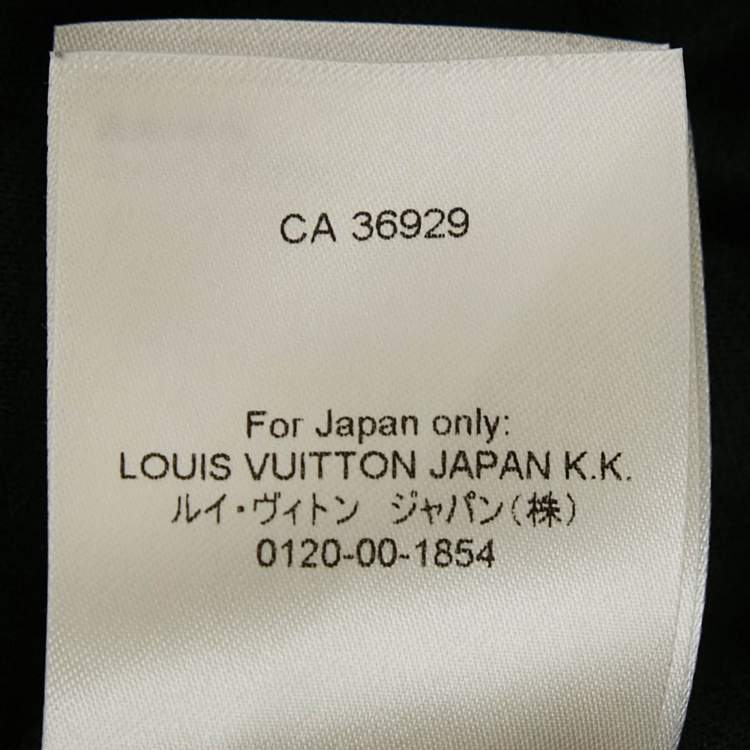 CA 36929
For Japan only:
LOUIS VUITTON JAPAN K.K.
ルイ・ヴィトン　ジャパン(株)
0120-00-1854